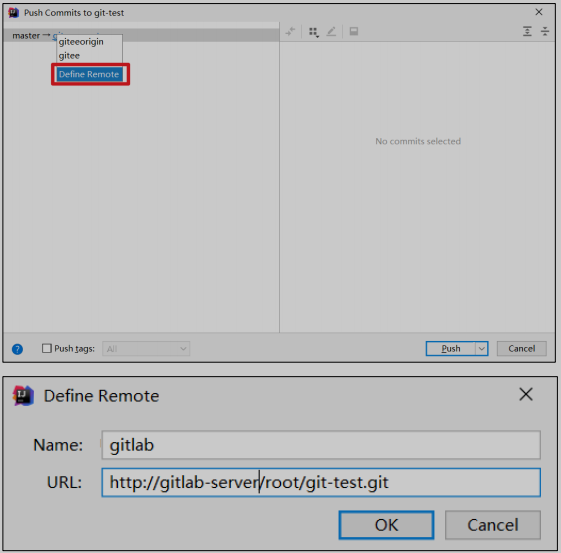 Push Commits to git-test
master →
giteeorigin
gitee
Define Remote
No commits selected
Push tags:
All
Push
Cancel
Define Remote
Name:
gitlab
URL:
http://gitlab-server/root/git-test.git
OK
Cancel